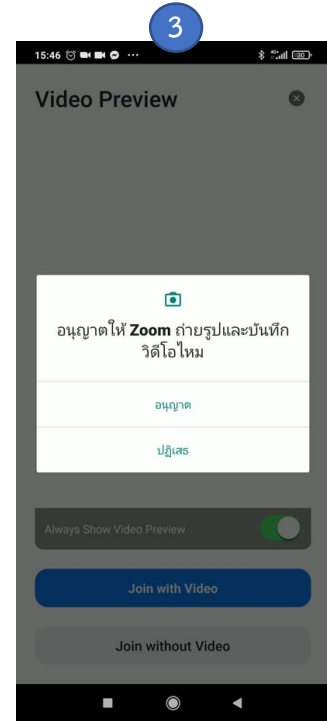 3
15:46
4G
30
Video Preview
อนุญาตให้ Zoom ถ่ายรูปและบันทึก
วิดีโอไหม
อนุญาต
ปฏิเสธ
Always Show Video Preview
Join with Video
Join without Video